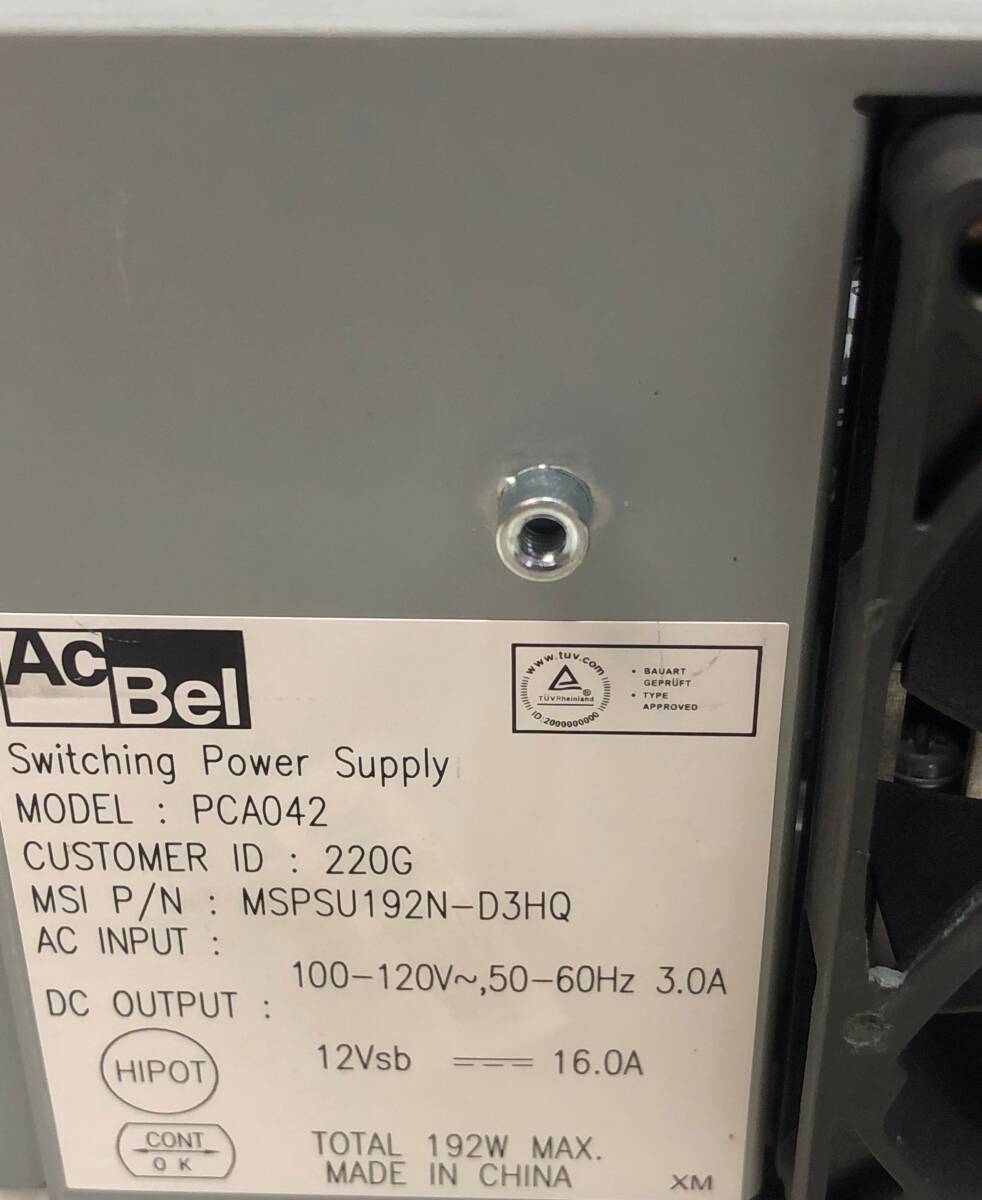 AcBel
www.tuv.com
TÜVRheinland®
ID:2000000000
• BAUART
GEPRÜFT
• TYPE
APPROVED
Switching Power Supply
MODEL : PCA042
CUSTOMER ID : 220G
MSI P/N : MSPSU192N-D3HQ
AC INPUT :
100-120V~,50-60Hz 3.0A
DC OUTPUT :
HIPOT
12Vsb ⎓ 16.0A
CONT
OK
TOTAL 192W MAX.
MADE IN CHINA
XM